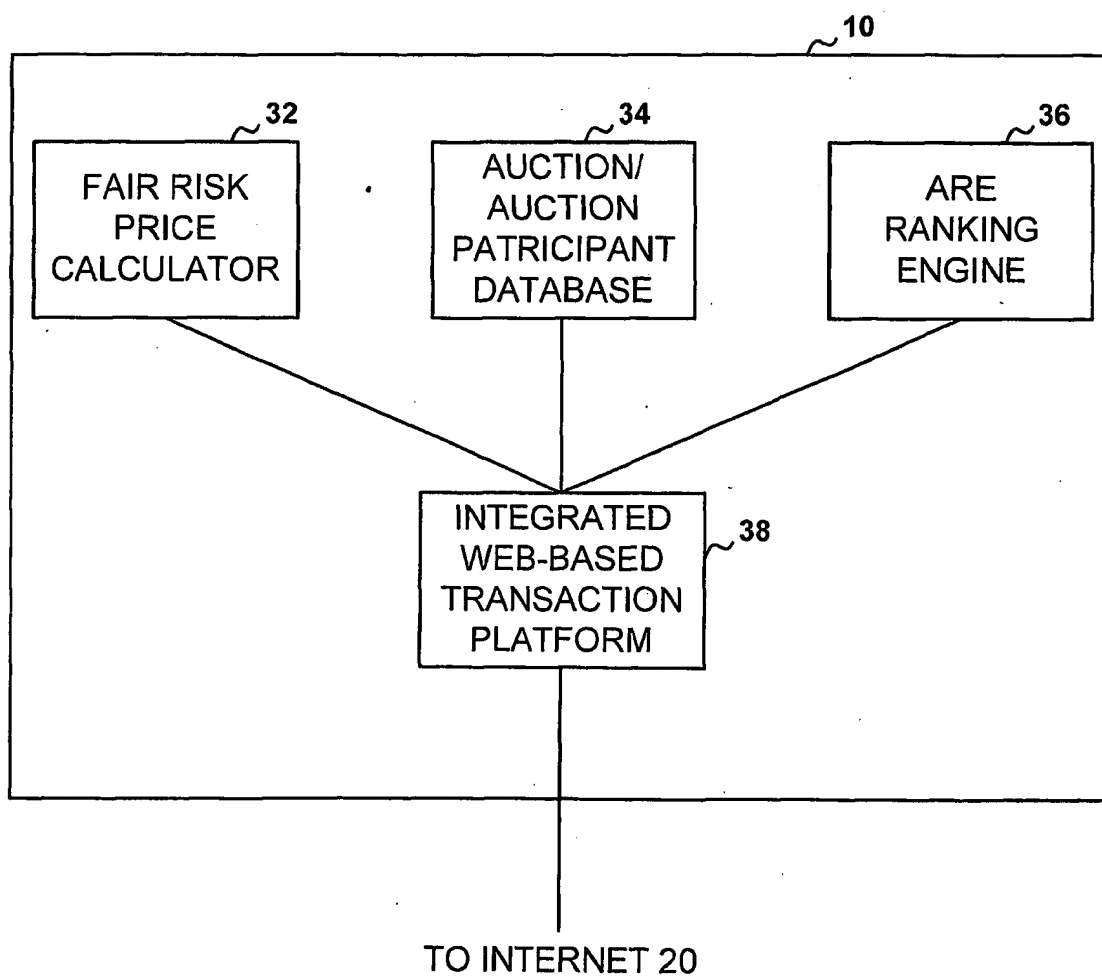 10
32
FAIR RISK
PRICE
CALCULATOR
34
AUCTION/
AUCTION
PATRICIPANT
DATABASE
36
ARE
RANKING
ENGINE
INTEGRATED
WEB-BASED
TRANSACTION
PLATFORM
38
TO INTERNET 20